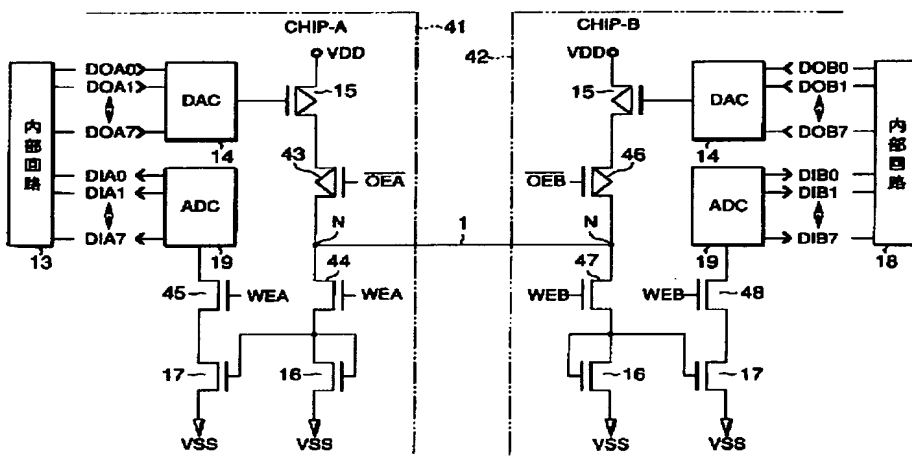 CHIP-A
41
CHIP-B
42
VDD
VDD
DOA0
DOA1
DOA7
DAC
14
15
15
DAC
14
DOB0
DOB1
DOB7
内部回路
13
内部回路
18
43
OEA
OEB
46
DIA0
DIA1
DIA7
ADC
19
ADC
19
DIB0
DIB1
DIB7
N
1
N
45
WEA
44
WEA
47
WEB
WEB
48
17
16
16
17
VSS
VSS
VSS
VSS